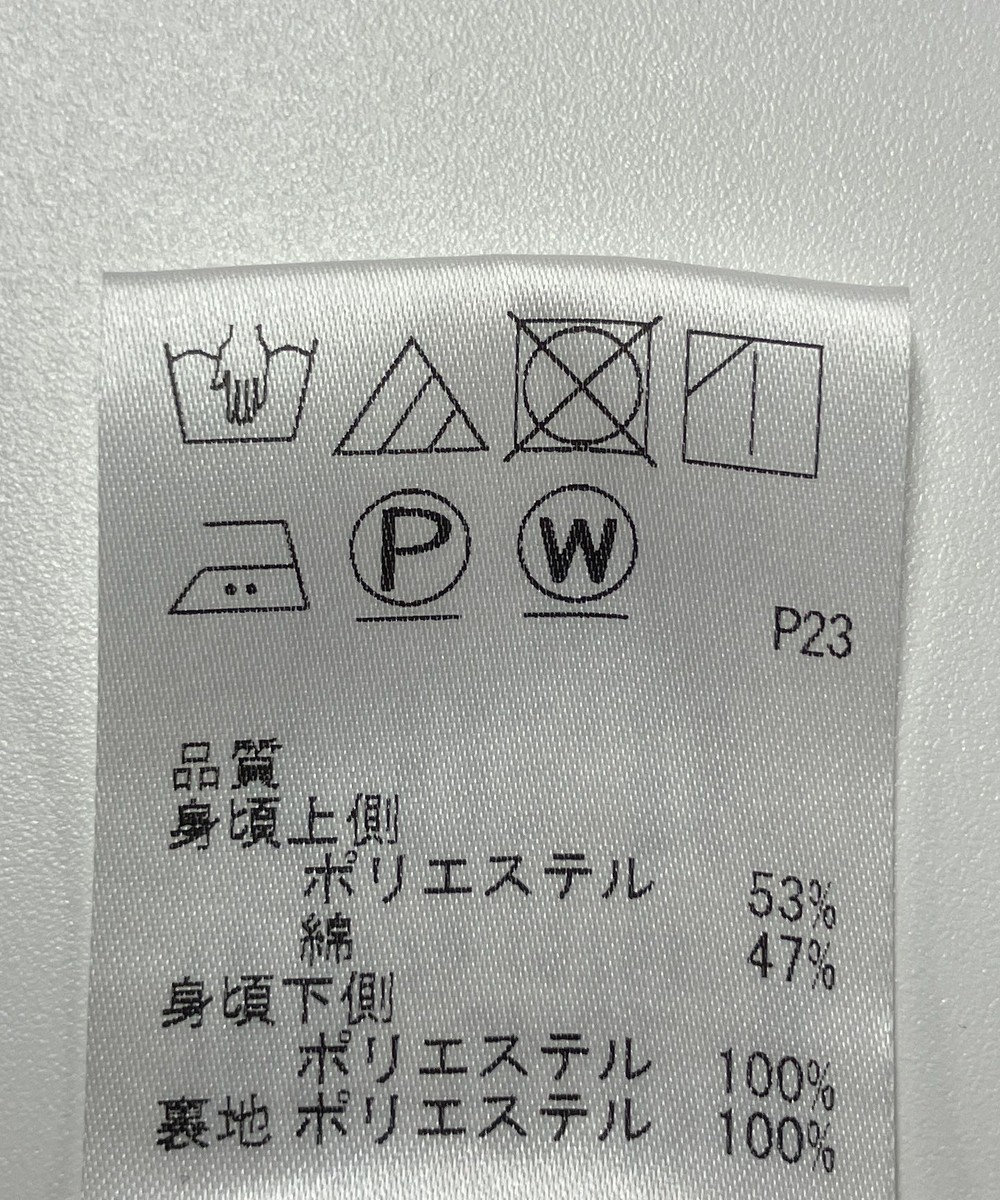 P W
P23
品質
身頃上側
ポリエステル 53%
綿 47%
身頃下側
ポリエステル 100%
裏地 ポリエステル 100%